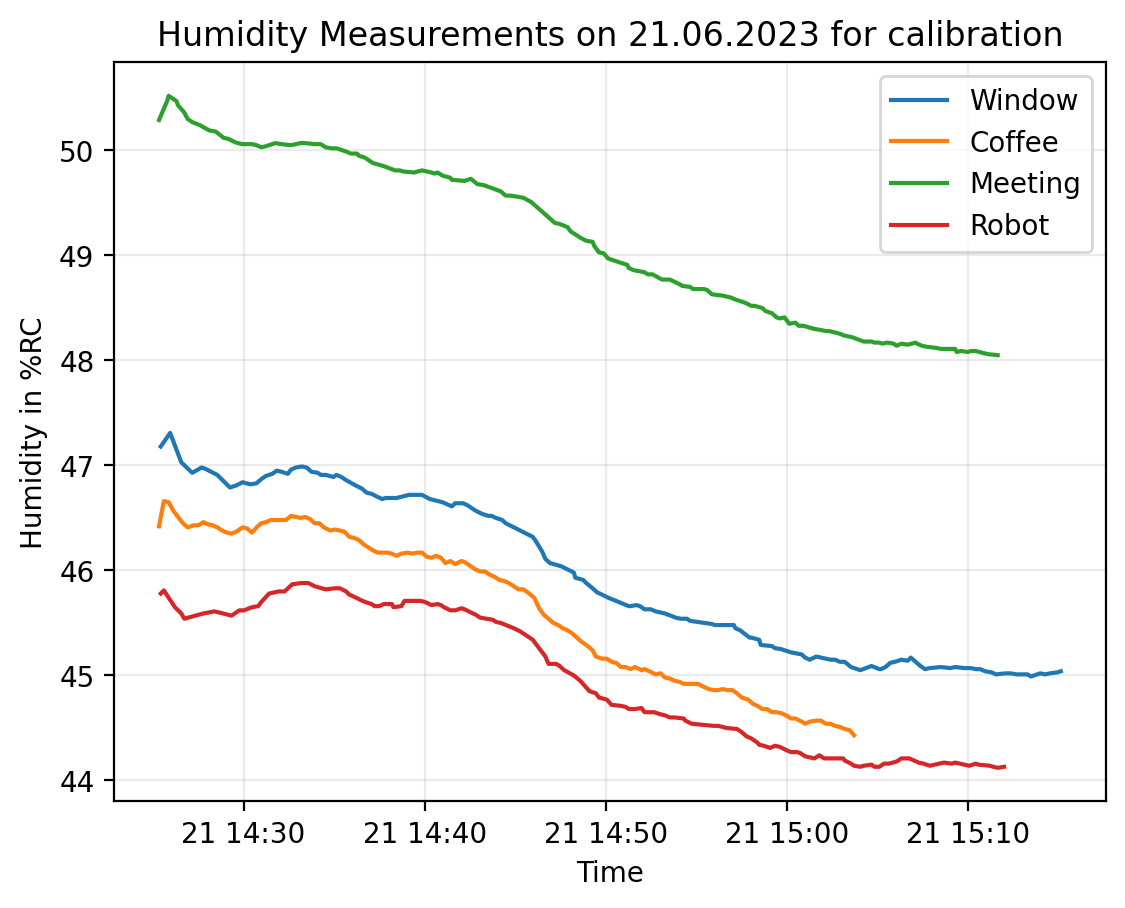 Humidity Measurements on 21.06.2023 for calibration
Window
Coffee
Meeting
Robot
Humidity in %RC
50
49
48
47
46
45
44
21 14:30 21 14:40 21 14:50 21 15:00 21 15:10
Time